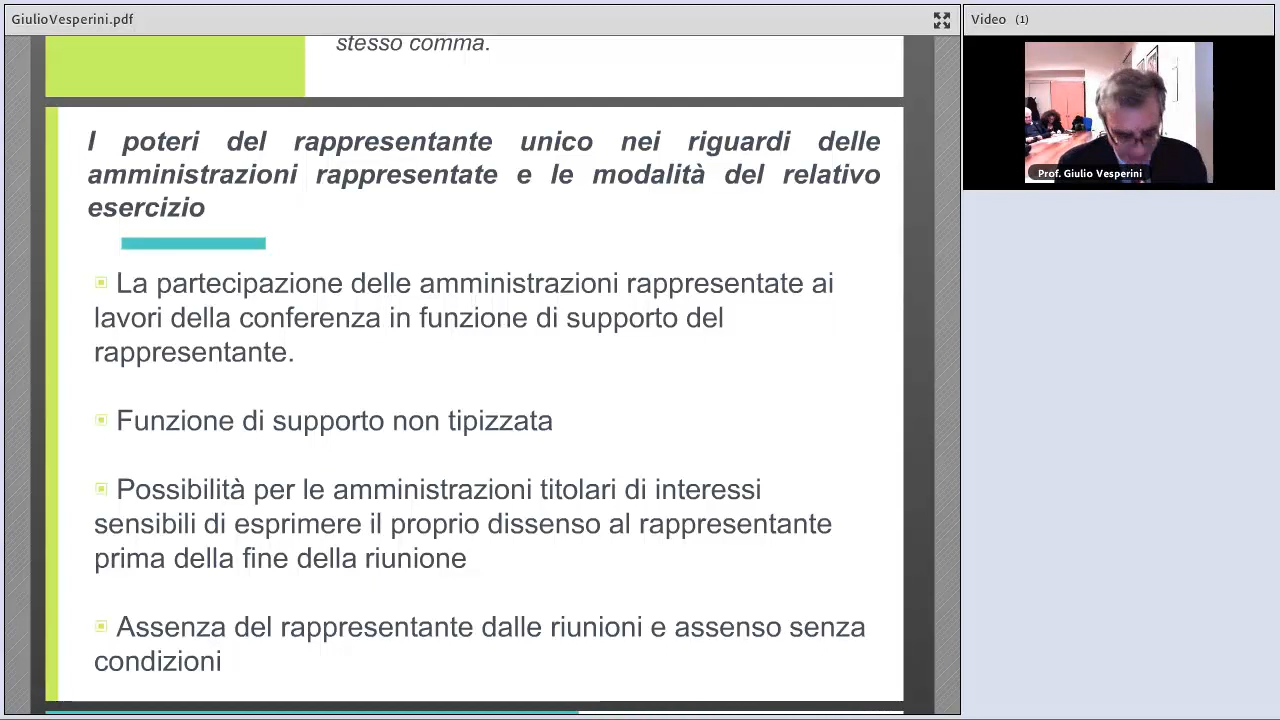 GiulioVesperini.pdf
Video (1)
stesso comma.
I poteri del rappresentante unico nei riguardi delle
amministrazioni rappresentate e le modalità del relativo
esercizio
La partecipazione delle amministrazioni rappresentate ai
lavori della conferenza in funzione di supporto del
rappresentante.
Funzione di supporto non tipizzata
Possibilità per le amministrazioni titolari di interessi
sensibili di esprimere il proprio dissenso al rappresentante
prima della fine della riunione
Assenza del rappresentante dalle riunioni e assenso senza
condizioni
Prof. Giulio Vesperini